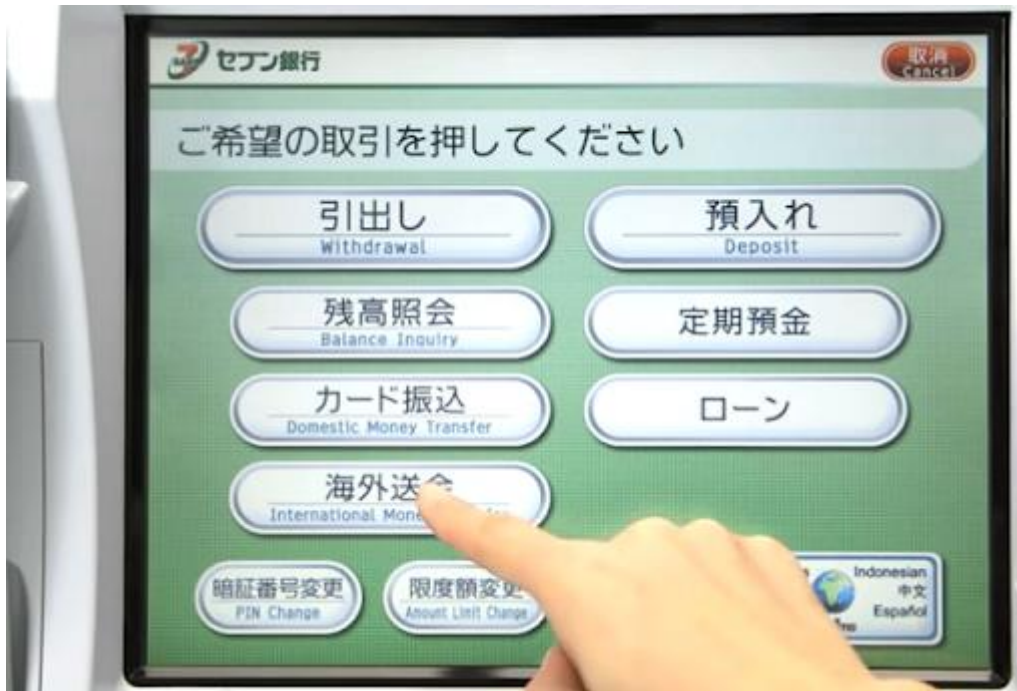 セブン銀行
取消
Cancel
ご希望の取引を押してください
引出し
Withdrawal
預入れ
Deposit
残高照会
Balance Inquiry
定期預金
カード振込
Domestic Money Transfer
ローン
海外送金
International
暗証番号変更
PIN Change
限度額変更
Amount Limit Change
Indonesian
中文
Español